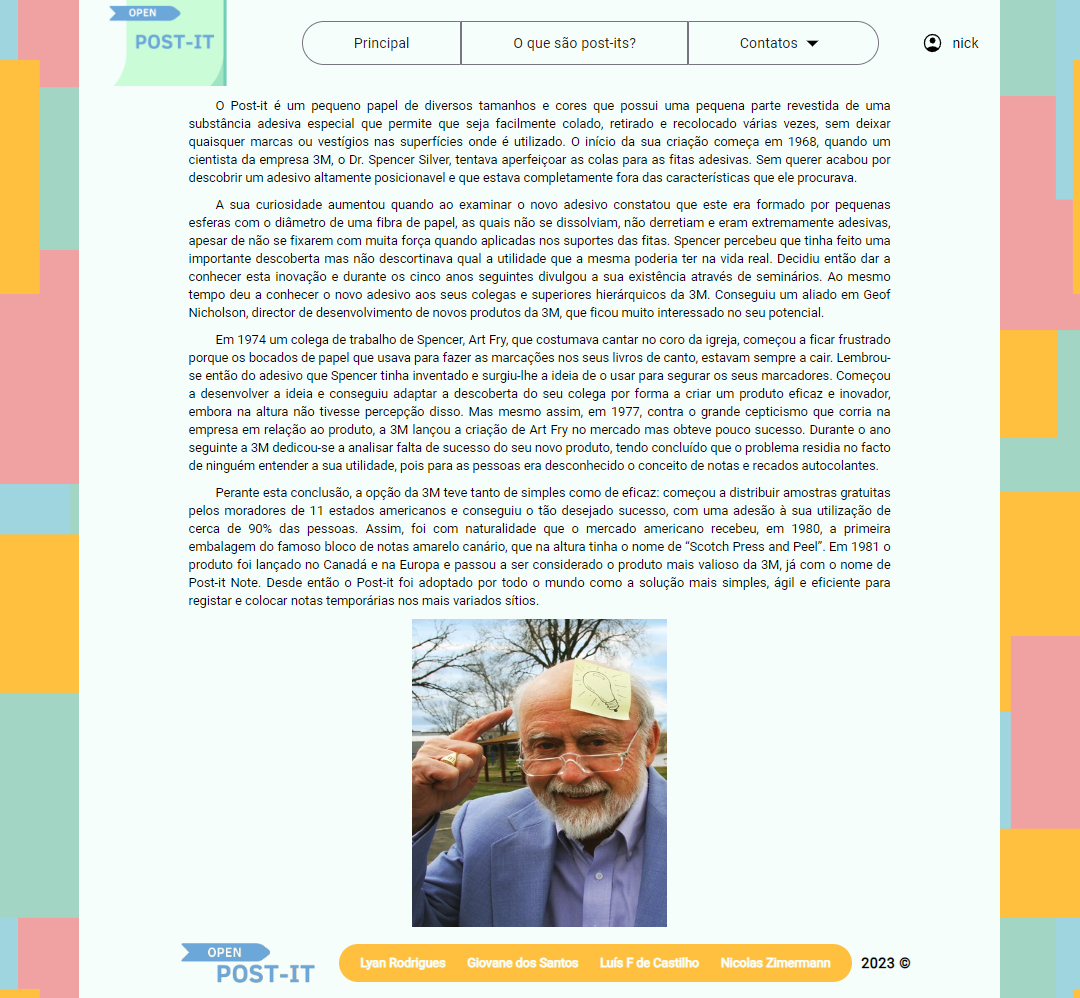 OPEN
POST-IT
Principal
O que são post-its?
Contatos
nick
O Post-it é um pequeno papel de diversos tamanhos e cores que possui uma pequena parte revestida de uma
substância adesiva especial que permite que seja facilmente colado, retirado e recolocado várias vezes, sem deixar
quaisquer marcas ou vestígios nas superfícies onde é utilizado. O início da sua criação começa em 1968, quando um
cientista da empresa 3M, o Dr. Spencer Silver, tentava aperfeiçoar as colas para as fitas adesivas. Sem querer acabou por
descobrir um adesivo altamente posicionavel e que estava completamente fora das características que ele procurava.
A sua curiosidade aumentou quando ao examinar o novo adesivo constatou que este era formado por pequenas
esferas com o diâmetro de uma fibra de papel, as quais não se dissolviam, não derretiam e eram extremamente adesivas,
apesar de não se fixarem com muita força quando aplicadas nos suportes das fitas. Spencer percebeu que tinha feito uma
importante descoberta mas não descortinava qual a utilidade que a mesma poderia ter na vida real. Decidiu então dar a
conhecer esta inovação e durante os cinco anos seguintes divulgou a sua existência através de seminários. Ao mesmo
tempo deu a conhecer o novo adesivo aos seus colegas e superiores hierárquicos da 3M. Conseguiu um aliado em Geof
Nicholson, director de desenvolvimento de novos produtos da 3M, que ficou muito interessado no seu potencial.
Em 1974 um colega de trabalho de Spencer, Art Fry, que costumava cantar no coro da igreja, começou a ficar frustrado
porque os bocados de papel que usava para fazer as marcações nos seus livros de canto, estavam sempre a cair. Lembrou-
se então do adesivo que Spencer tinha inventado e surgiu-lhe a ideia de o usar para segurar os seus marcadores. Começou
a desenvolver a ideia e conseguiu adaptar a descoberta do seu colega por forma a criar um produto eficaz e inovador,
embora na altura não tivesse percepção disso. Mas mesmo assim, em 1977, contra o grande cepticismo que corria na
empresa em relação ao produto, a 3M lançou a criação de Art Fry no mercado mas obteve pouco sucesso. Durante o ano
seguinte a 3M dedicou-se a analisar falta de sucesso do seu novo produto, tendo concluído que o problema residia no facto
de ninguém entender a sua utilidade, pois para as pessoas era desconhecido o conceito de notas e recados autocolantes.
Perante esta conclusão, a opção da 3M teve tanto de simples como de eficaz: começou a distribuir amostras gratuitas
pelos moradores de 11 estados americanos e conseguiu o tão desejado sucesso, com uma adesão à sua utilização de
cerca de 90% das pessoas. Assim, foi com naturalidade que o mercado americano recebeu, em 1980, a primeira
embalagem do famoso bloco de notas amarelo canário, que na altura tinha o nome de “Scotch Press and Peel”. Em 1981 o
produto foi lançado no Canadá e na Europa e passou a ser considerado o produto mais valioso da 3M, já com o nome de
Post-it Note. Desde então o Post-it foi adoptado por todo o mundo como a solução mais simples, ágil e eficiente para
registar e colocar notas temporárias nos mais variados sítios.
OPEN
POST-IT
Lyan Rodrigues
Giovane dos Santos
Luís F de Castilho
Nicolas Zimermann
2023 ©